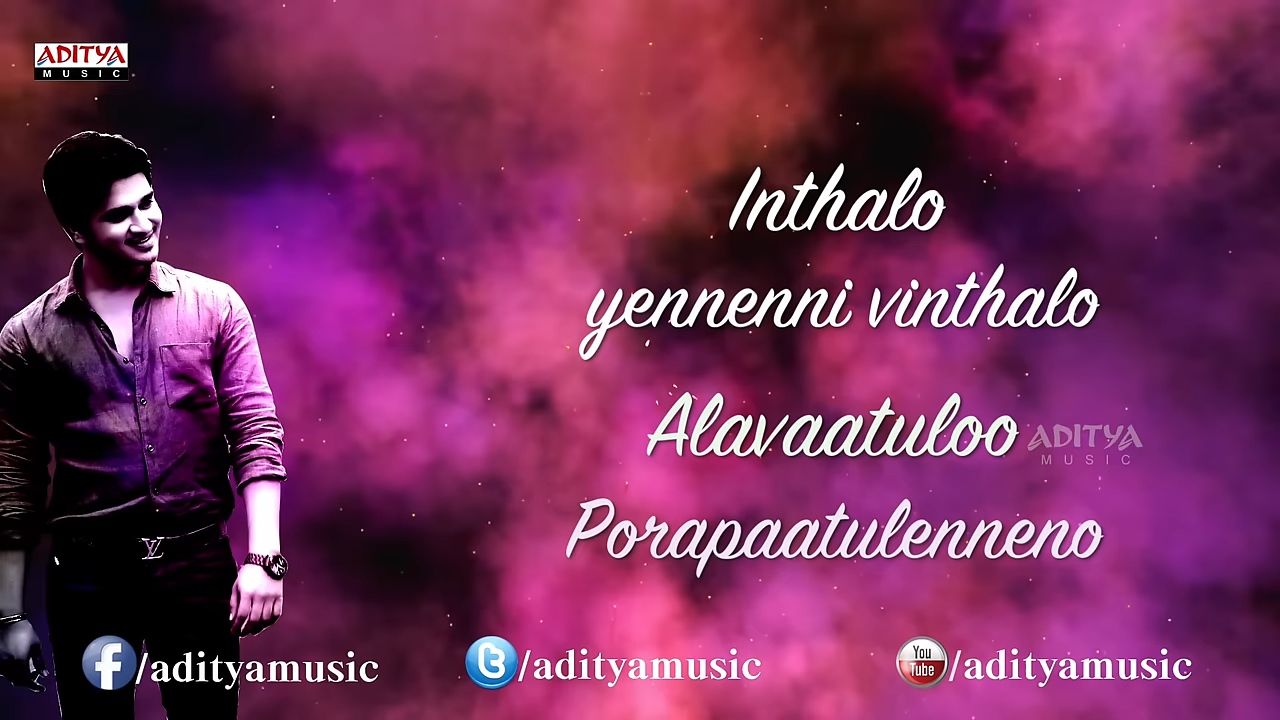 ADITYA
MUSIC
Inthalo
yennenni vinthalo
Alavaatuloo
ADITYA
MUSIC
Porapaatulenneno
/adityamusic
/adityamusic
You
Tube
/adityamusic